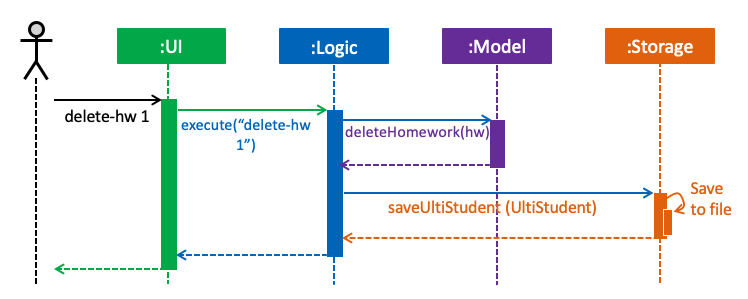 :UI
:Logic
:Model
:Storage
delete-hw 1
execute(“delete-hw
1”)
deleteHomework(hw)
saveUltiStudent (UltiStudent)
Save
to file